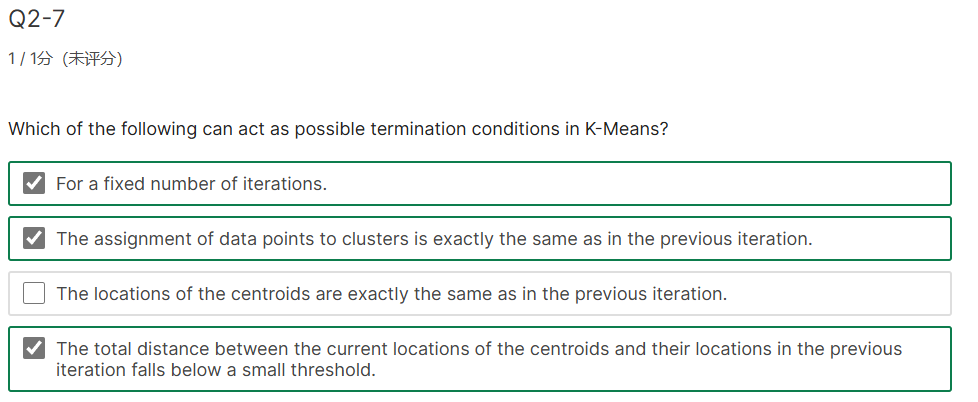 Q2-7
1 / 1分（未评分）
Which of the following can act as possible termination conditions in K-Means?
For a fixed number of iterations.
The assignment of data points to clusters is exactly the same as in the previous iteration.
The locations of the centroids are exactly the same as in the previous iteration.
The total distance between the current locations of the centroids and their locations in the previous
iteration falls below a small threshold.